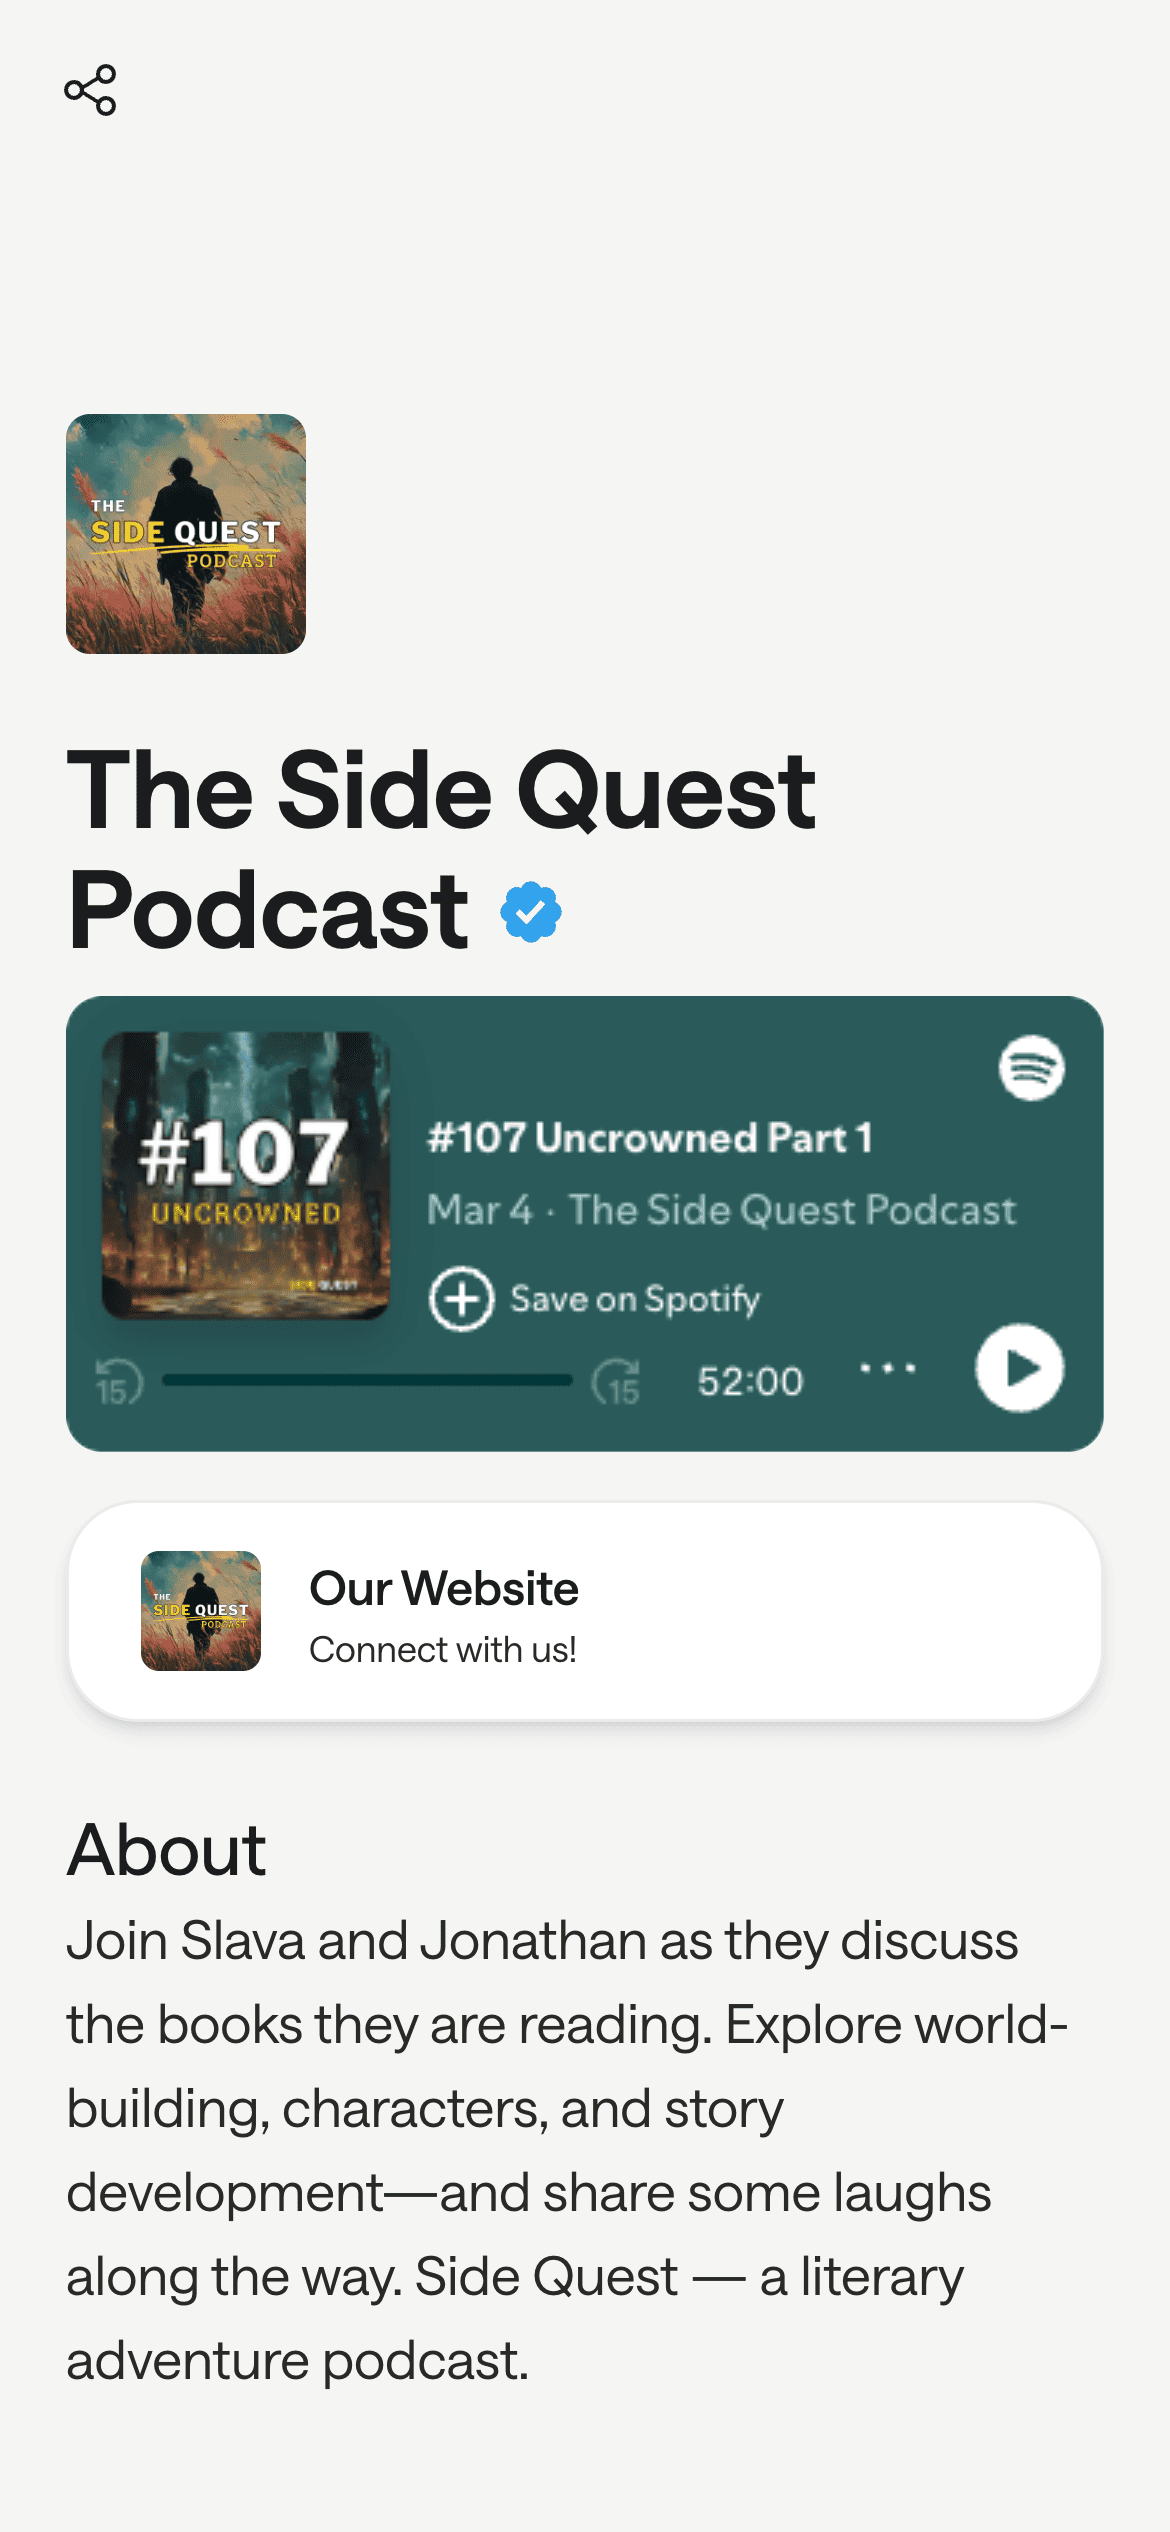 THE
SIDE QUEST
PODCAST
The Side Quest
Podcast
#107
UNCROWNED
SIDE QUEST
#107 Uncrowned Part 1
Mar 4 · The Side Quest Podcast
Save on Spotify
15
15
52:00
THE
SIDE QUEST
PODCAST
Our Website
Connect with us!
About
Join Slava and Jonathan as they discuss
the books they are reading. Explore world-
building, characters, and story
development—and share some laughs
along the way. Side Quest — a literary
adventure podcast.